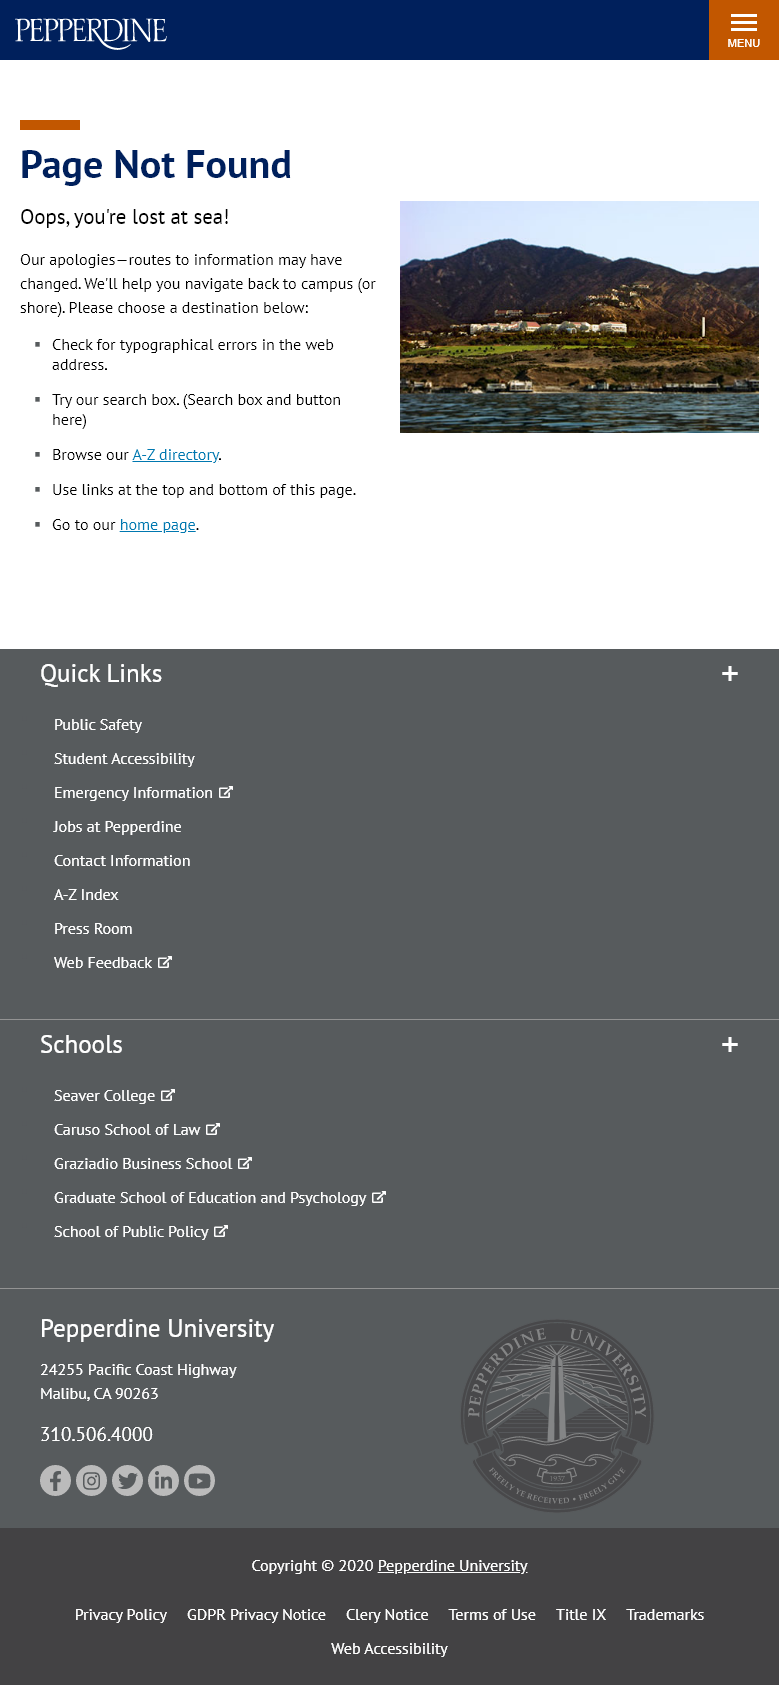 PEPPERDINE
MENU
Page Not Found
Oops, you're lost at sea!
Our apologies—routes to information may have
changed. We'll help you navigate back to campus (or
shore). Please choose a destination below:
Check for typographical errors in the web
address.
Try our search box. (Search box and button
here)
Browse our A-Z directory.
Use links at the top and bottom of this page.
Go to our home page.
Quick Links
Public Safety
Student Accessibility
Emergency Information
Jobs at Pepperdine
Contact Information
A-Z Index
Press Room
Web Feedback
Schools
Seaver College
Caruso School of Law
Graziadio Business School
Graduate School of Education and Psychology
School of Public Policy
Pepperdine University
24255 Pacific Coast Highway
Malibu, CA 90263
310.506.4000
PEPPERDINE UNIVERSITY
1937
FREELY YE RECEIVED • FREELY GIVE
Copyright © 2020 Pepperdine University
Privacy Policy GDPR Privacy Notice Clery Notice Terms of Use Title IX Trademarks
Web Accessibility